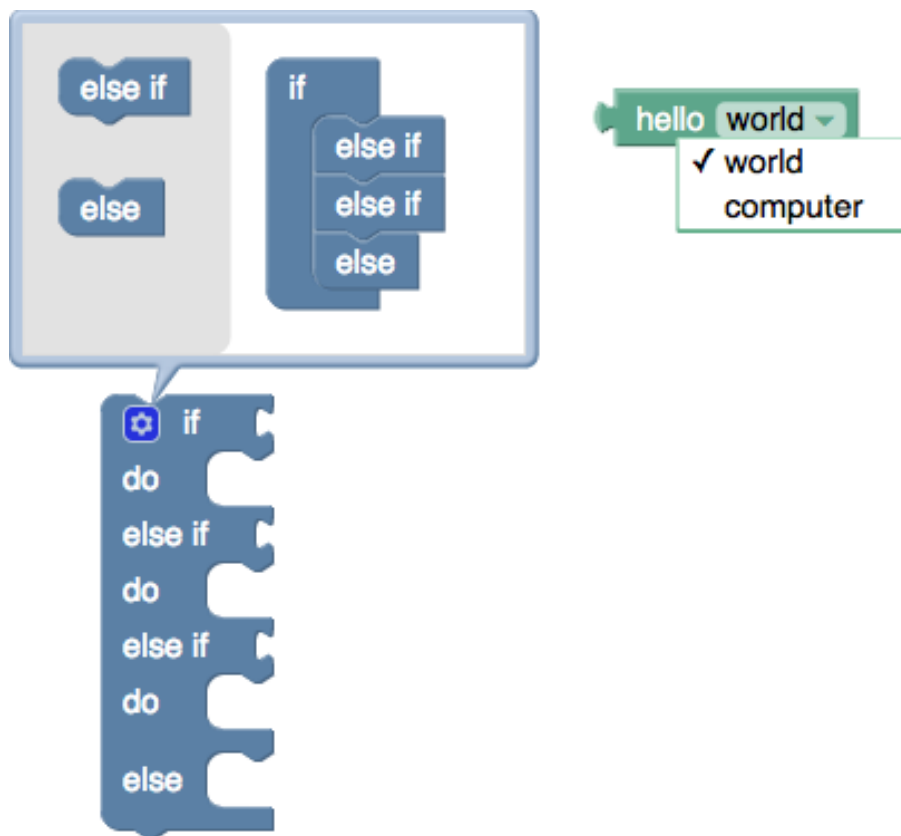 else if
else
if
else if
else if
else
hello world
✓ world
computer
if
do
else if
do
else if
do
else